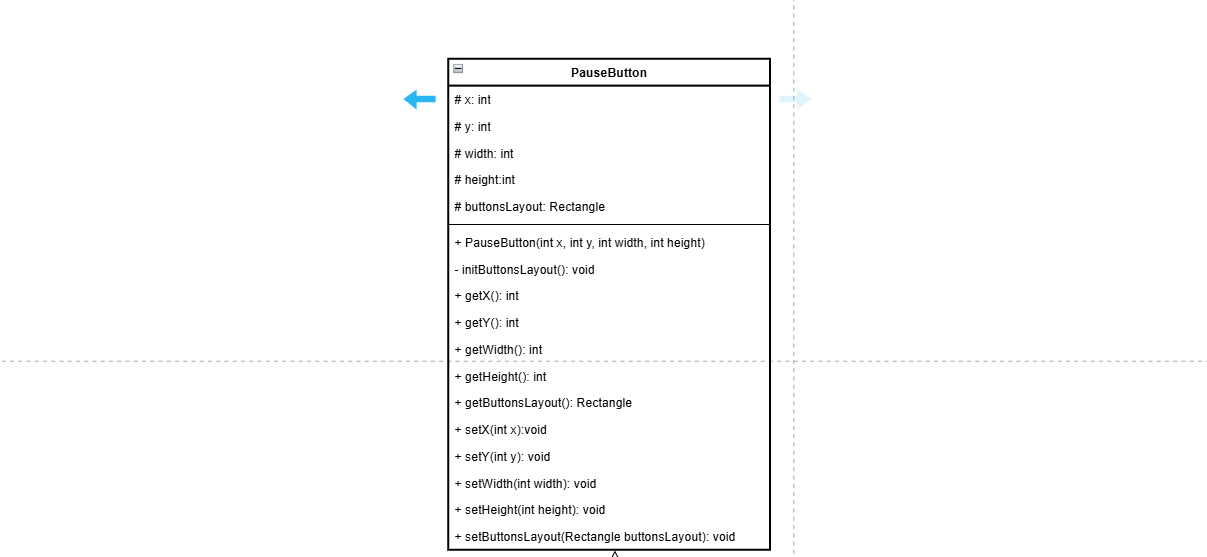 PauseButton
# x: int
# y: int
# width: int
# height:int
# buttonsLayout: Rectangle
+ PauseButton(int x, int y, int width, int height)
- initButtonsLayout(): void
+ getX(): int
+ getY(): int
+ getWidth(): int
+ getHeight(): int
+ getButtonsLayout(): Rectangle
+ setX(int x):void
+ setY(int y): void
+ setWidth(int width): void
+ setHeight(int height): void
+ setButtonsLayout(Rectangle buttonsLayout): void